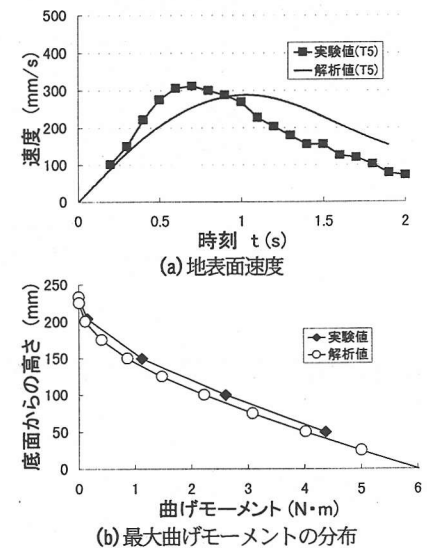 500
400
300
200
100
0
速度 (mm/s)
実験値(T5)
解析値(T5)
0 0.5 1 1.5 2
時刻 t(s)
(a)地表面速度
250
200
150
100
50
0
底面からの高さ (mm)
実験値
解析値
0 1 2 3 4 5 6
曲げモーメント(N・m)
(b)最大曲げモーメントの分布